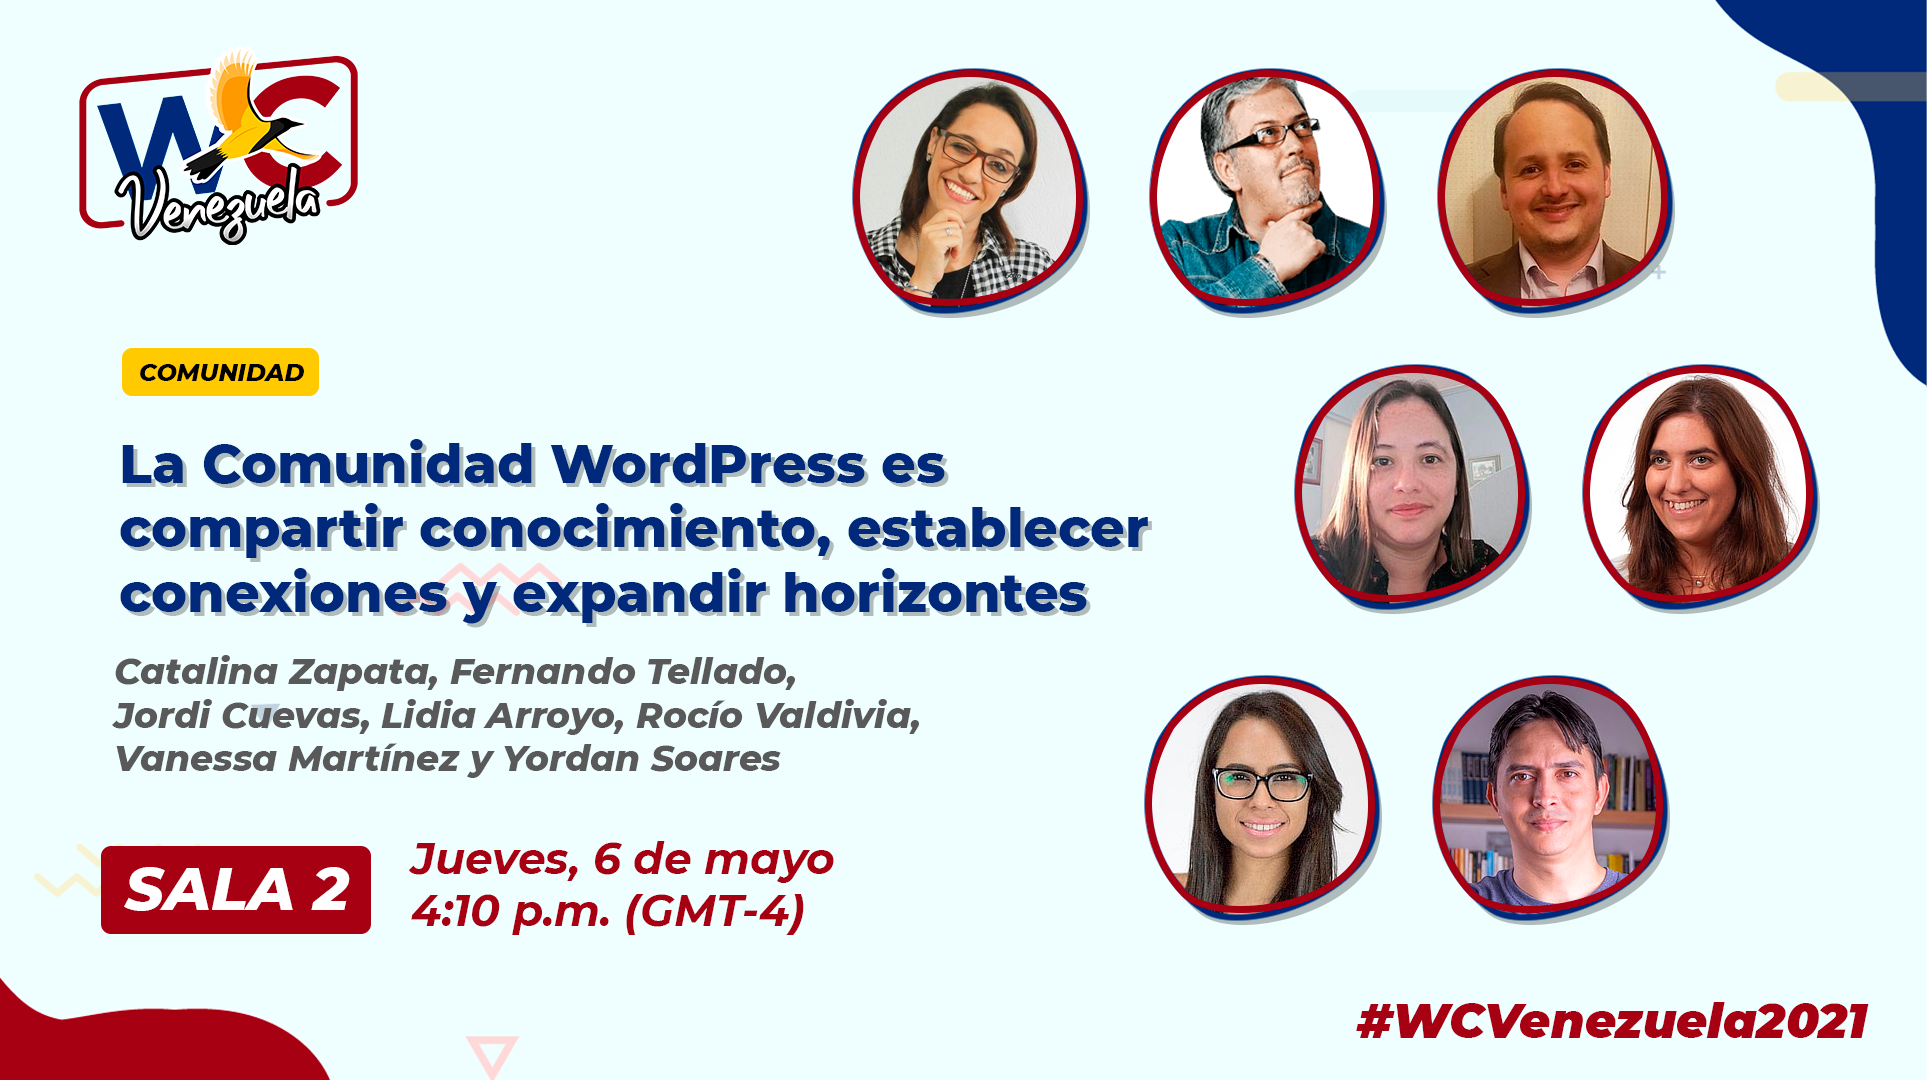 WC
Venezuela
COMUNIDAD
La Comunidad WordPress es
compartir conocimiento, establecer
conexiones y expandir horizontes
Catalina Zapata, Fernando Tellado,
Jordi Cuevas, Lidia Arroyo, Rocío Valdivia,
Vanessa Martínez y Yordan Soares
SALA 2
Jueves, 6 de mayo
4:10 p.m. (GMT-4)
#WCVenezuela2021